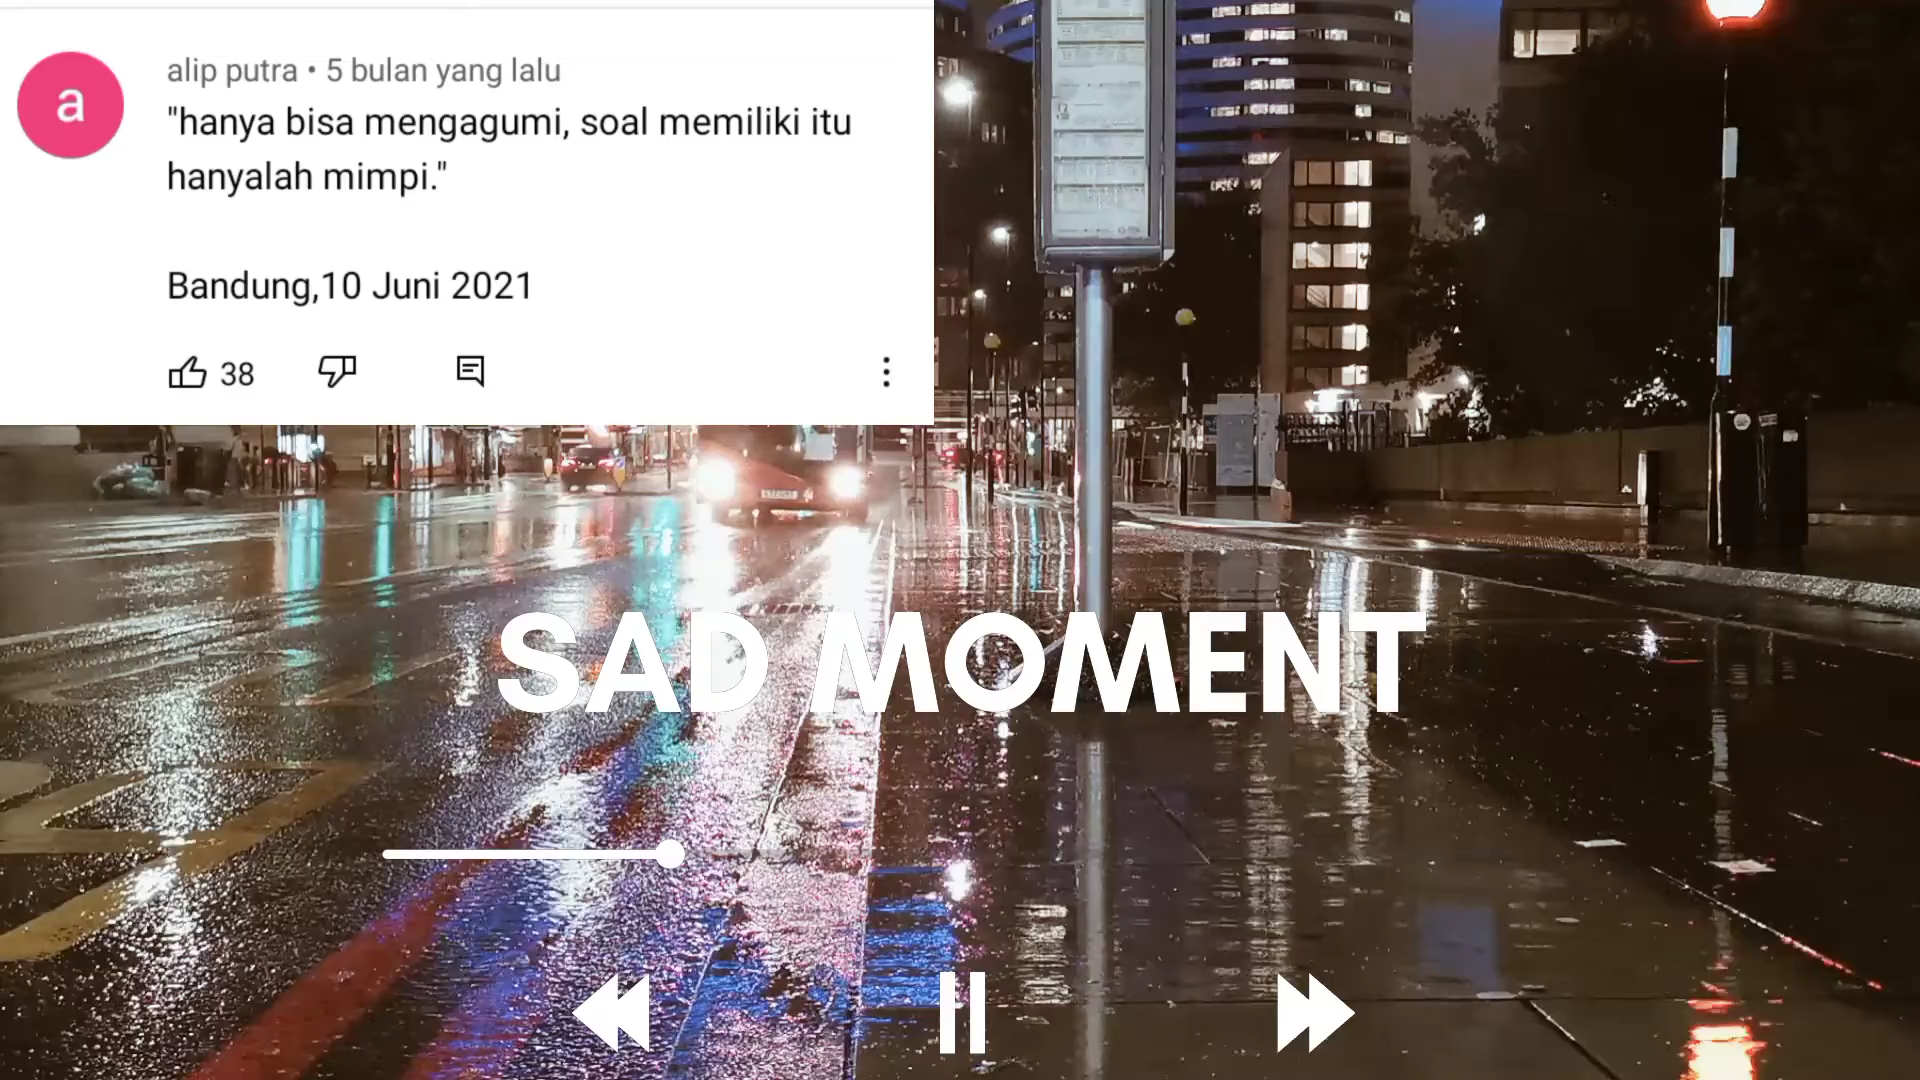 alip putra • 5 bulan yang lalu
"hanya bisa mengagumi, soal memiliki itu
hanyalah mimpi."
Bandung,10 Juni 2021
38
SAD MOMENT